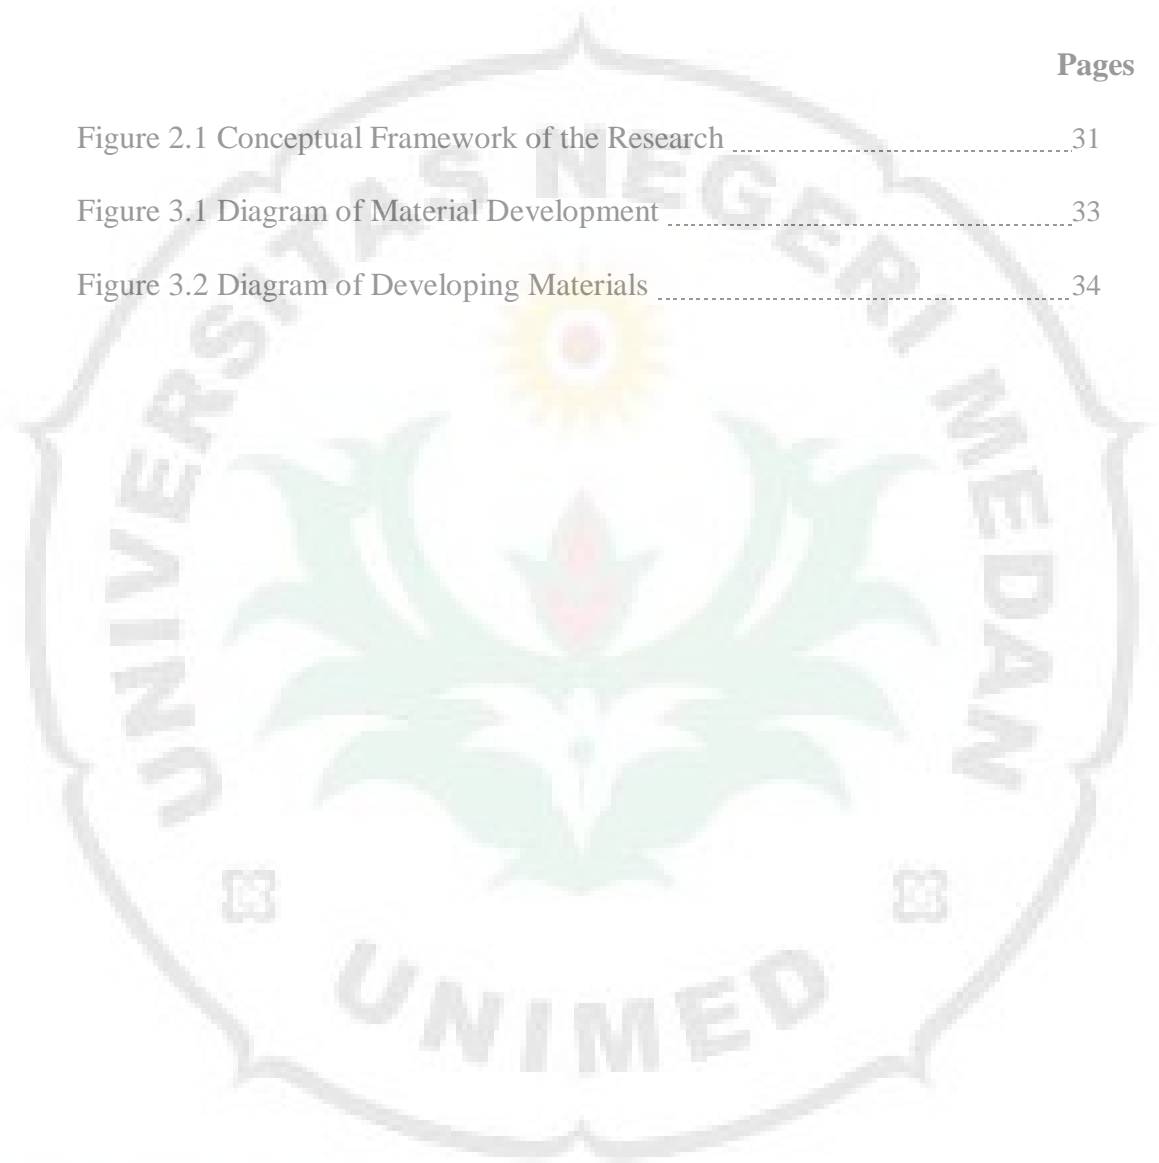 Pages
Figure 2.1 Conceptual Framework of the Research 31
Figure 3.1 Diagram of Material Development 33
Figure 3.2 Diagram of Developing Materials 34
UNIVERSITAS NEGERI MEDAN
UNIMED